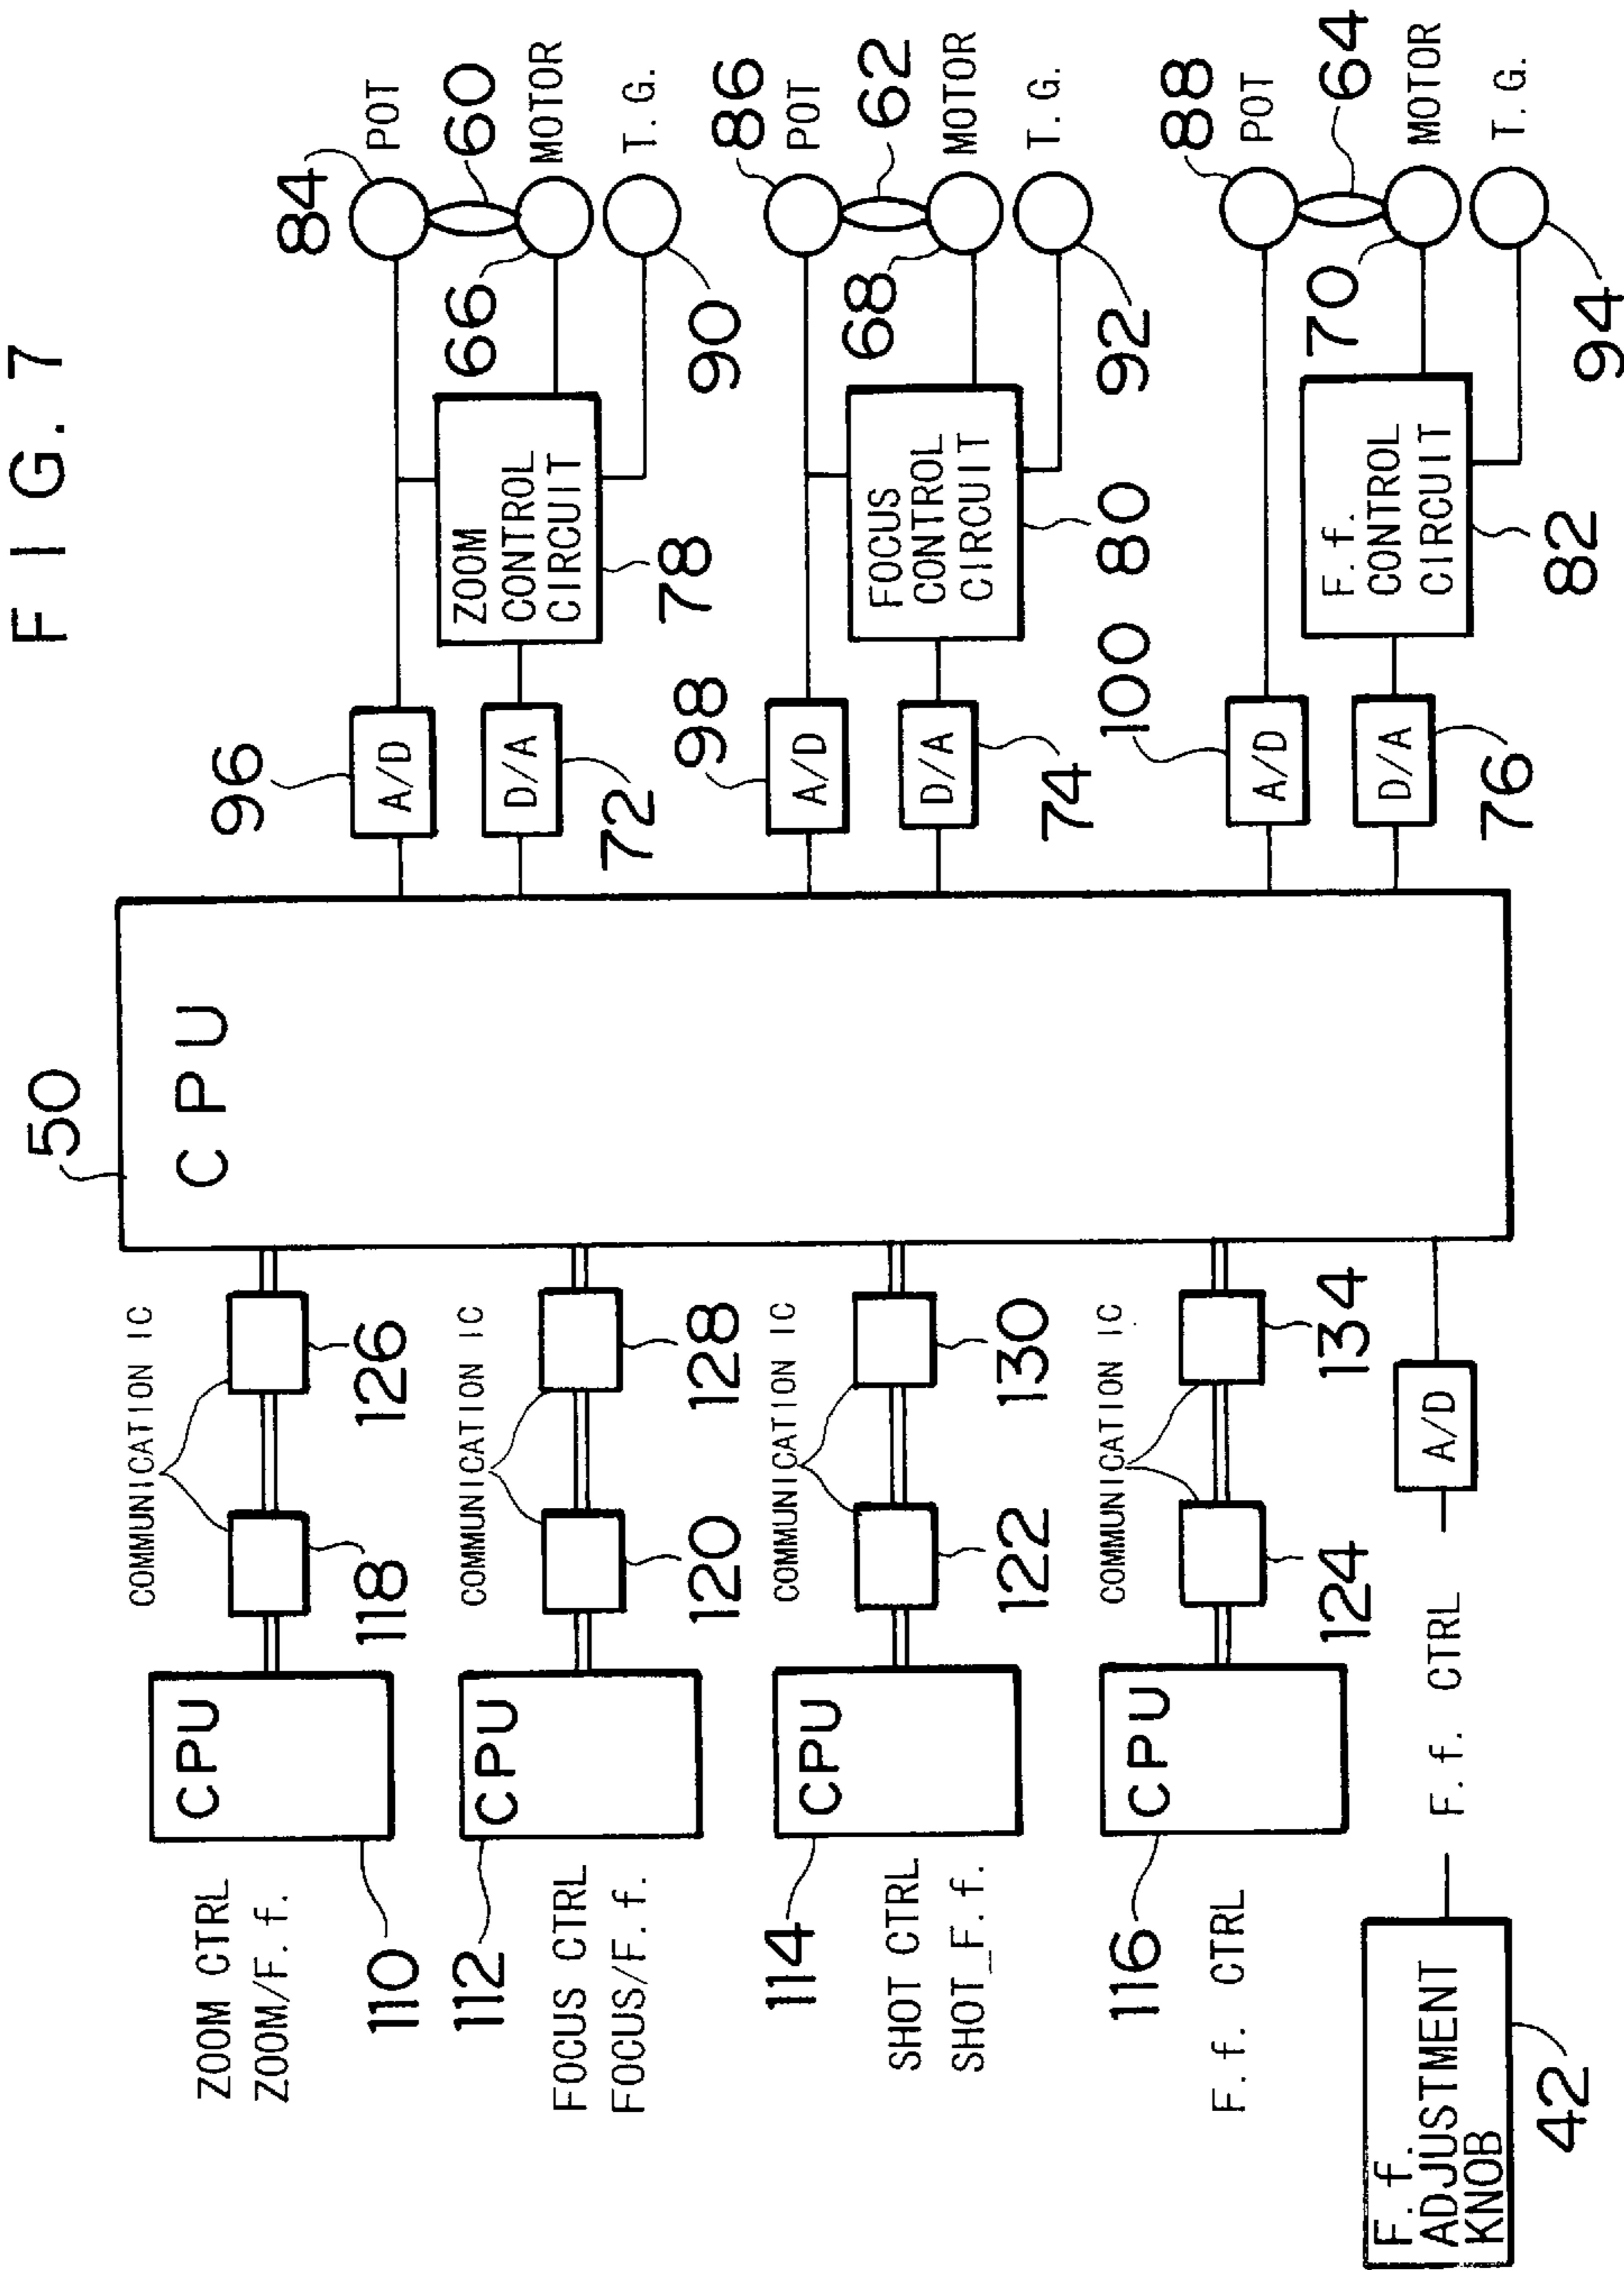 FIG. 7
50
CPU
ZOOM CTRL
ZOOM/F.f.
110
CPU
118
COMMUNICATION IC
126
FOCUS CTRL
FOCUS/F.f.
112
CPU
120
COMMUNICATION IC
128
SHOT CTRL
SHOT_F.f.
114
CPU
122
COMMUNICATION IC
130
F.f. CTRL
116
CPU
124
COMMUNICATION IC
134
F.f.
ADJUSTMENT
KNOB
42
F.f. CTRL
A/D
96
A/D
D/A
72
ZOOM
CONTROL
CIRCUIT
78
84
POT
60
66
MOTOR
T.G.
90
98
A/D
D/A
74
FOCUS
CONTROL
CIRCUIT
80
86
POT
62
68
MOTOR
T.G.
92
100
A/D
D/A
76
F.f.
CONTROL
CIRCUIT
82
88
POT
64
70
MOTOR
T.G.
94